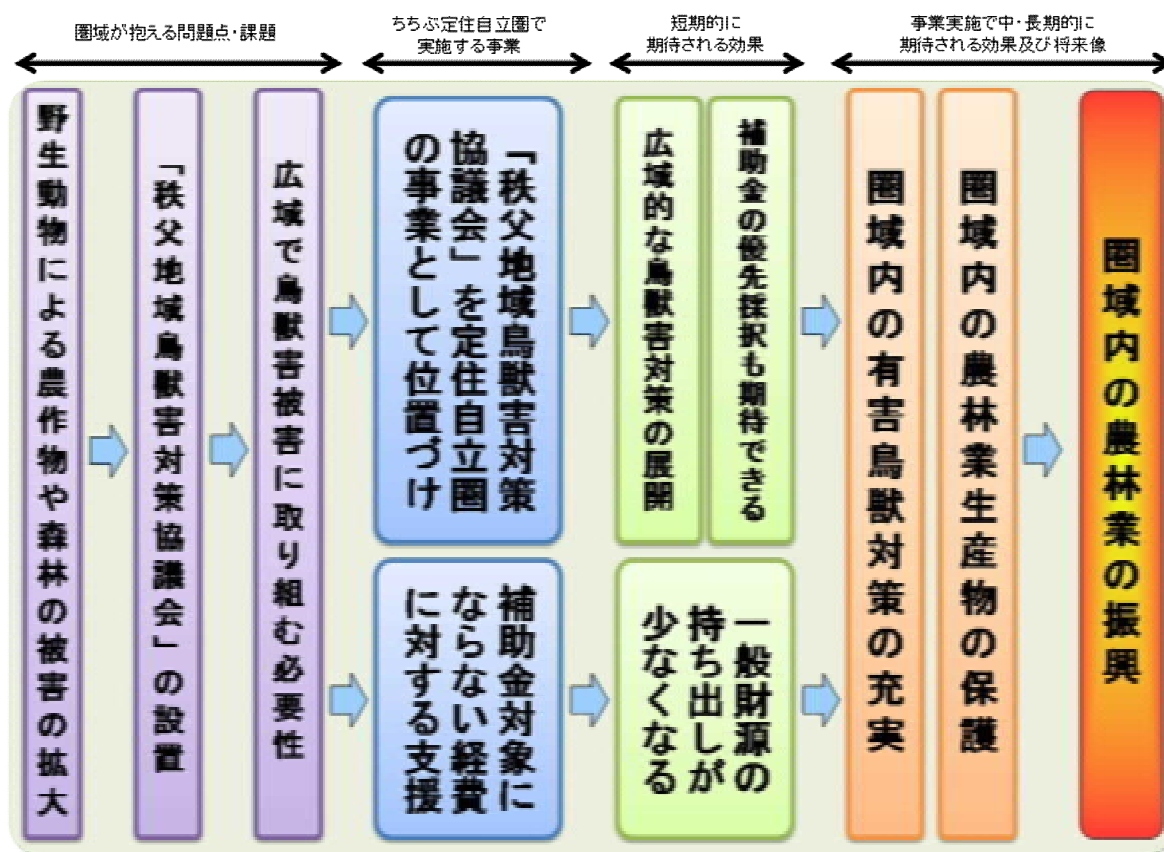 圏域が抱える問題点・課題
ちちぶ定住自立圏で
実施する事業
短期的に
期待される効果
事業実施で中・長期的に
期待される効果及び将来像
野生動物による農作物や森林の被害の拡大
「秩父地域鳥獣害対策協議会」の設置
広域で鳥獣害被害に取り組む必要性
「秩父地域鳥獣害対策
協議会」を定住自立圏
の事業として位置づけ
補助金対象に
ならない経費
に対する支援
広域的な鳥獣害対策の展開
補助金の優先採択も期待できる
一般財源の
持ち出しが
少なくなる
圏域内の有害鳥獣対策の充実
圏域内の農林業生産物の保護
圏域内の農林業の振興